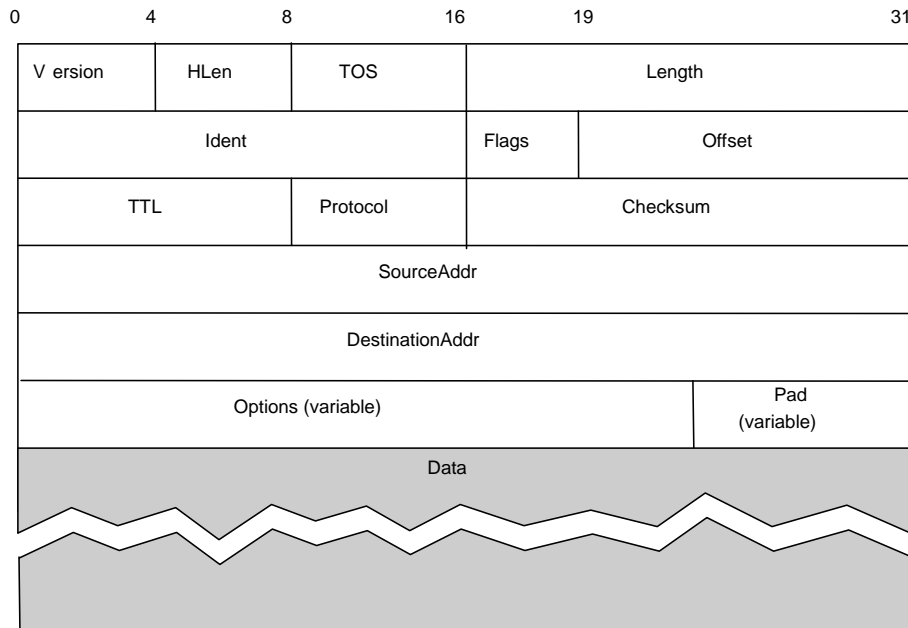 0 4 8 16 19 31
V ersion HLen TOS Length
Ident Flags Offset
TTL Protocol Checksum
SourceAddr
DestinationAddr
Options (variable) Pad
(variable)
Data